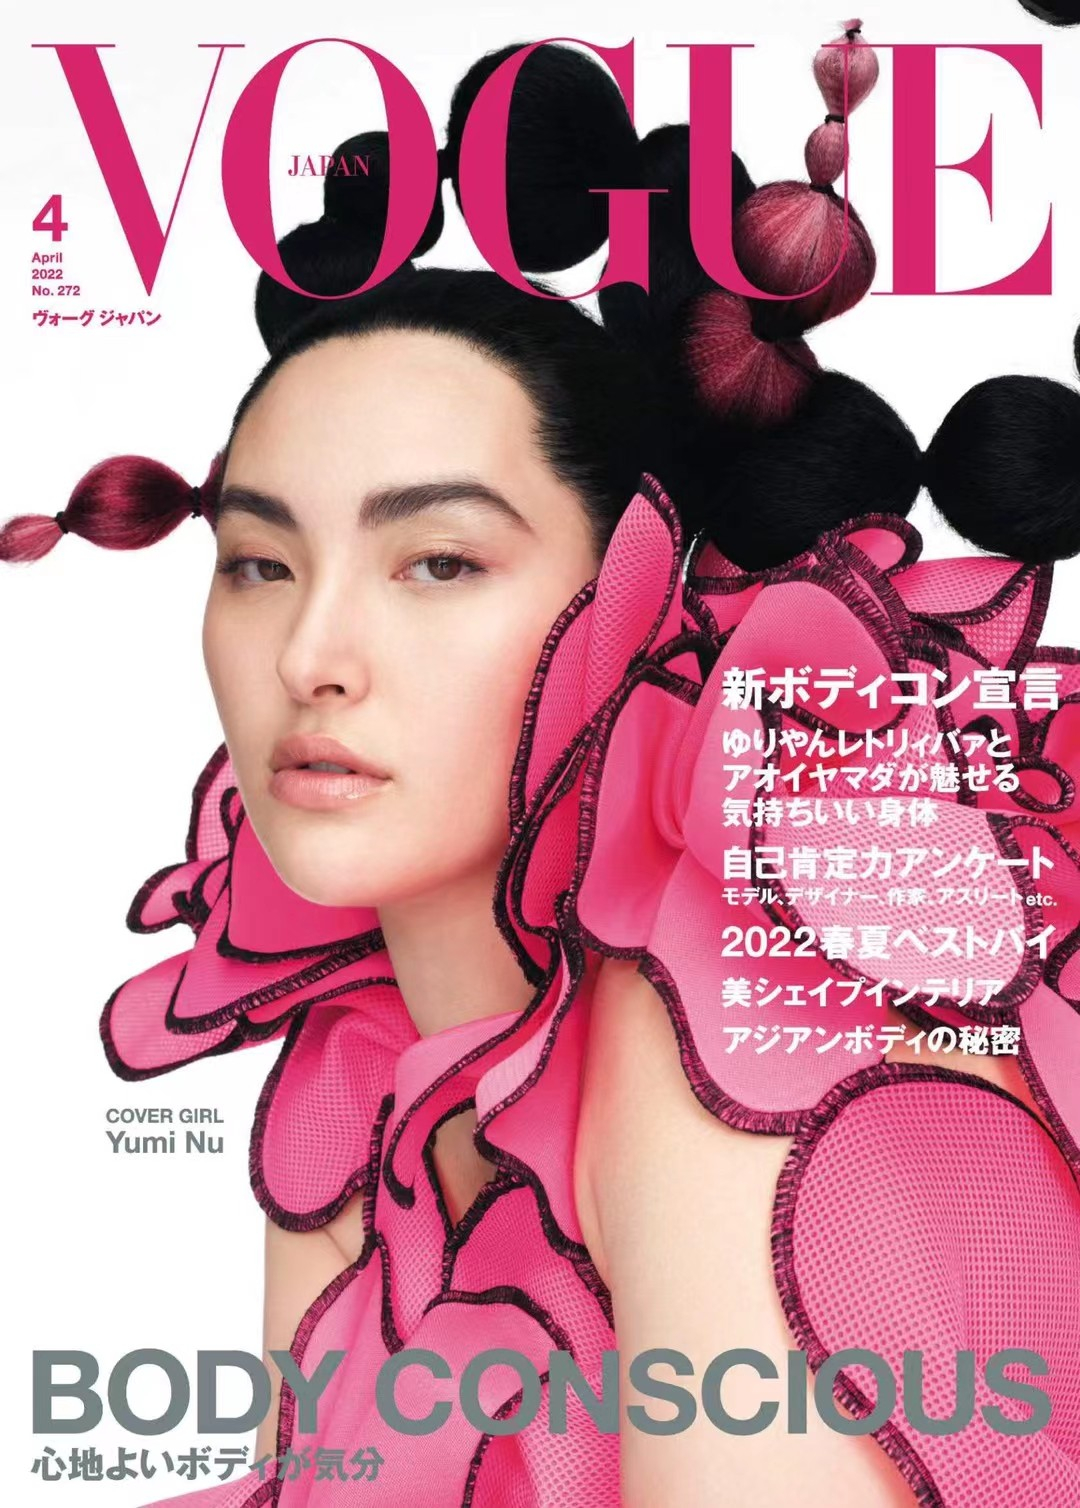 VOGUE
JAPAN
4
April
2022
No. 272
ヴォーグ ジャパン
新ボディコン宣言
ゆりやんレトリィバァと
アオイヤマダが魅せる
気持ちいい身体
自己肯定力アンケート
モデル、デザイナー、作家、アスリートetc.
2022春夏ベストバイ
美シェイプインテリア
アジアンボディの秘密
COVER GIRL
Yumi Nu
BODY CONSCIOUS
心地よいボディが気分